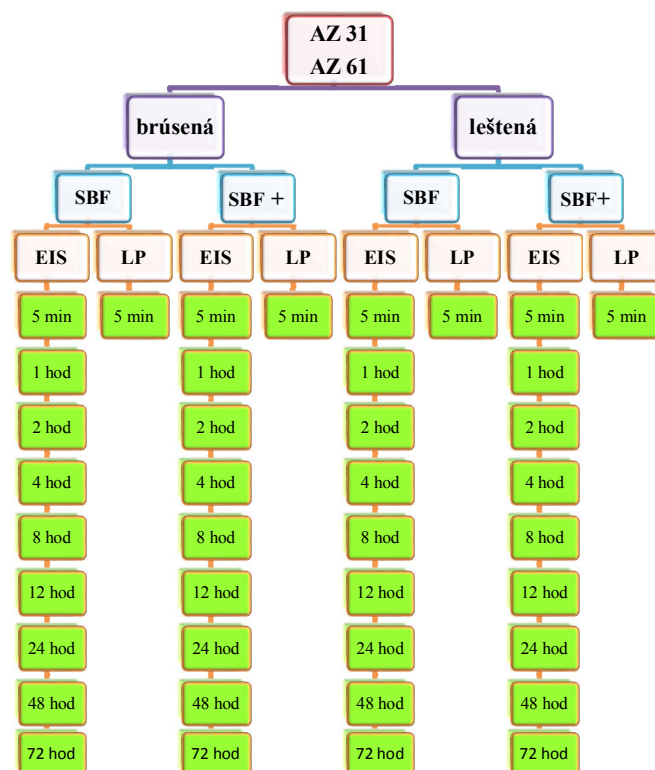 AZ 31
AZ 61
brúsená
leštená
SBF
SBF +
SBF
SBF+
EIS
LP
EIS
LP
EIS
LP
EIS
LP
5 min
5 min
5 min
5 min
5 min
5 min
5 min
5 min
1 hod
1 hod
1 hod
1 hod
2 hod
2 hod
2 hod
2 hod
4 hod
4 hod
4 hod
4 hod
8 hod
8 hod
8 hod
8 hod
12 hod
12 hod
12 hod
12 hod
24 hod
24 hod
24 hod
24 hod
48 hod
48 hod
48 hod
48 hod
72 hod
72 hod
72 hod
72 hod